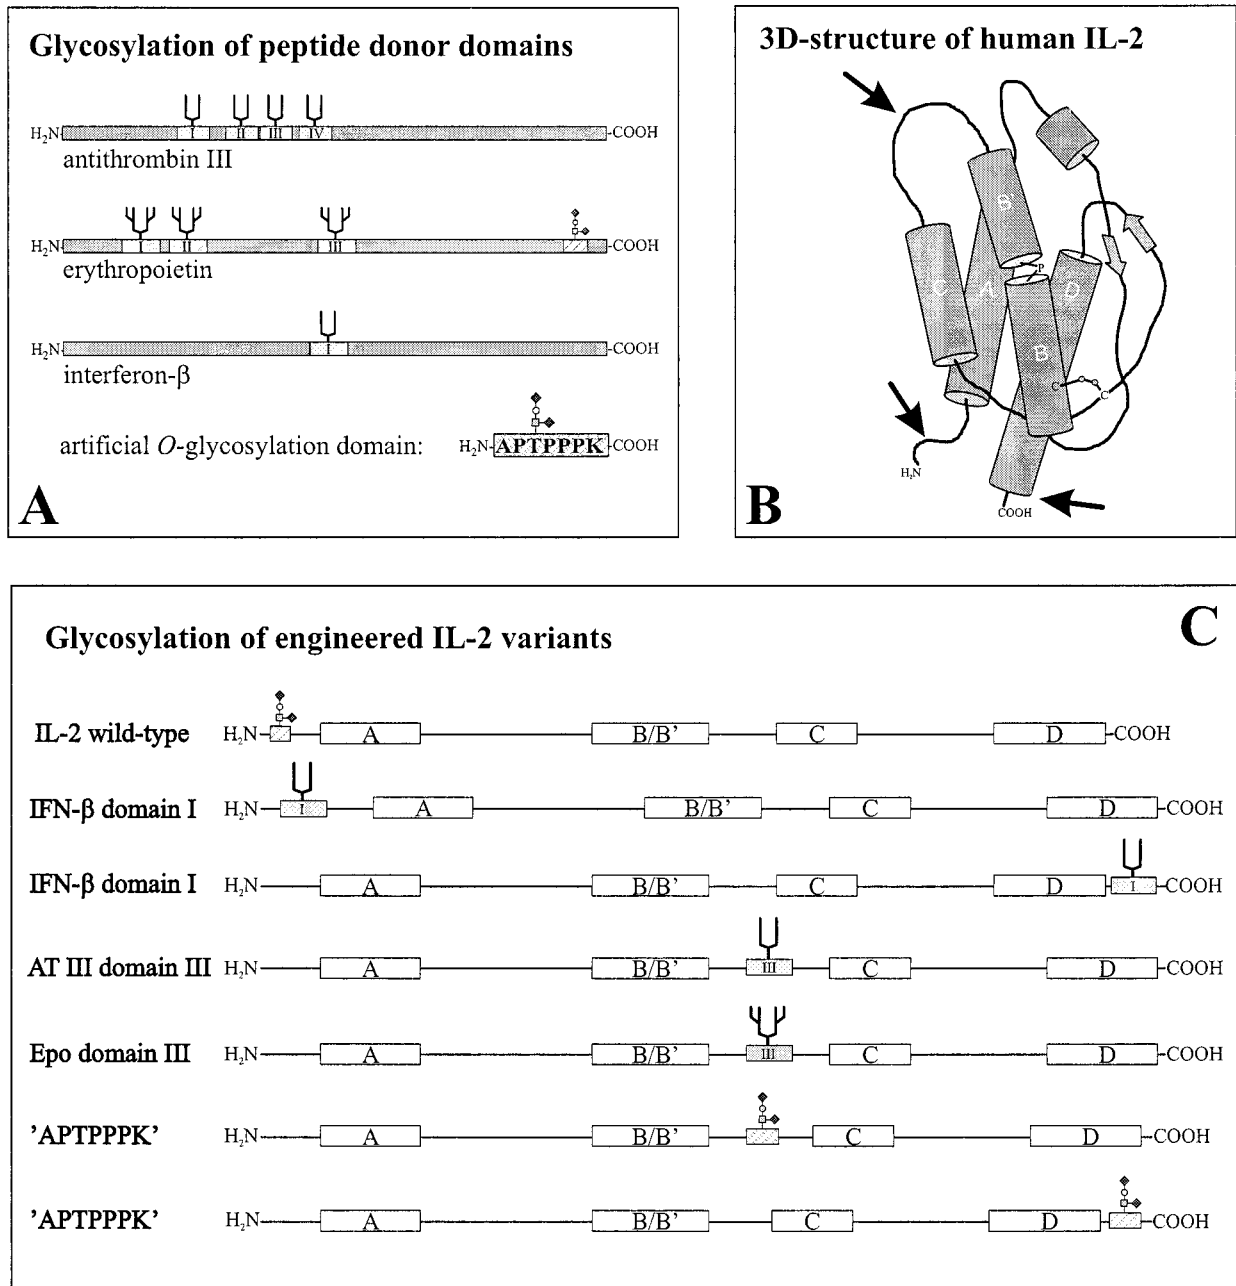 Glycosylation of peptide donor domains
I II III IV
H₂N COOH
antithrombin III
I II III
H₂N COOH
erythropoietin
I
H₂N COOH
interferon-β
artificial O-glycosylation domain: H₂N-APTPPPK-COOH
A
3D-structure of human IL-2
B'
C A D
P
B
C C
H₂N
COOH
B
C
Glycosylation of engineered IL-2 variants
IL-2 wild-type H₂N A B/B' C D COOH
IFN-β domain I H₂N I A B/B' C D COOH
IFN-β domain I H₂N A B/B' C D I COOH
AT III domain III H₂N A B/B' III C D COOH
Epo domain III H₂N A B/B' III C D COOH
'APTPPPK' H₂N A B/B' C D COOH
'APTPPPK' H₂N A B/B' C D COOH